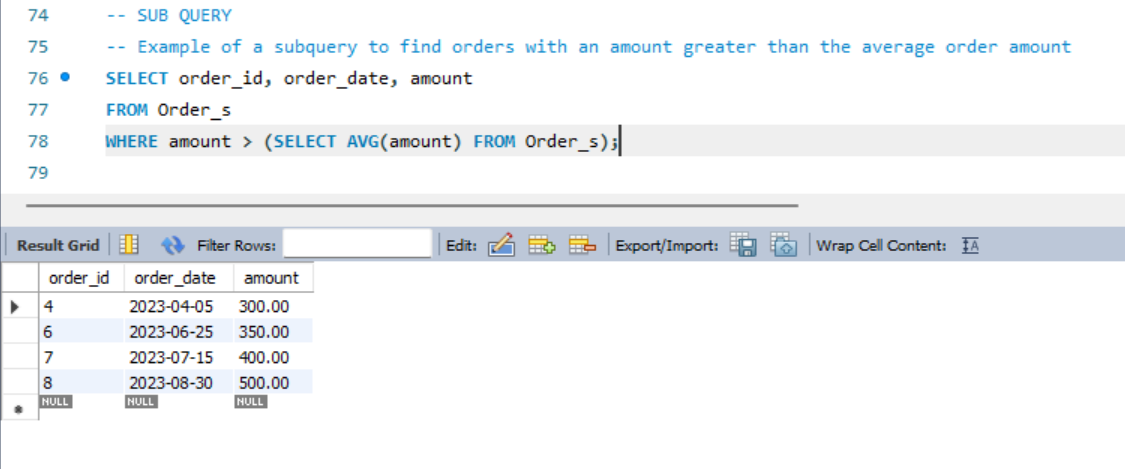 74 -- SUB QUERY
75 -- Example of a subquery to find orders with an amount greater than the average order amount
76 SELECT order_id, order_date, amount
77 FROM Order_s
78 WHERE amount > (SELECT AVG(amount) FROM Order_s);
79
Result Grid Filter Rows: Edit: Export/Import: Wrap Cell Content:
order_id order_date amount
4 2023-04-05 300.00
6 2023-06-25 350.00
7 2023-07-15 400.00
8 2023-08-30 500.00
NULL NULL NULL